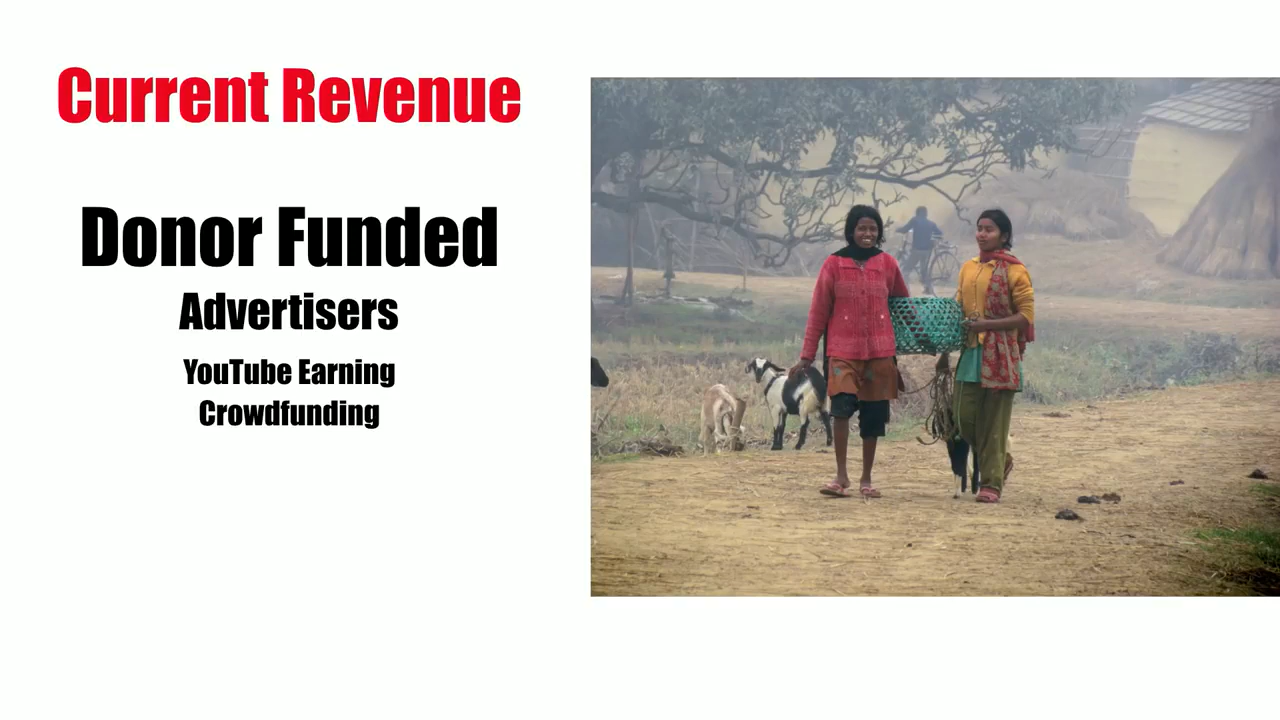 Current Revenue
Donor Funded
Advertisers
YouTube Earning
Crowdfunding